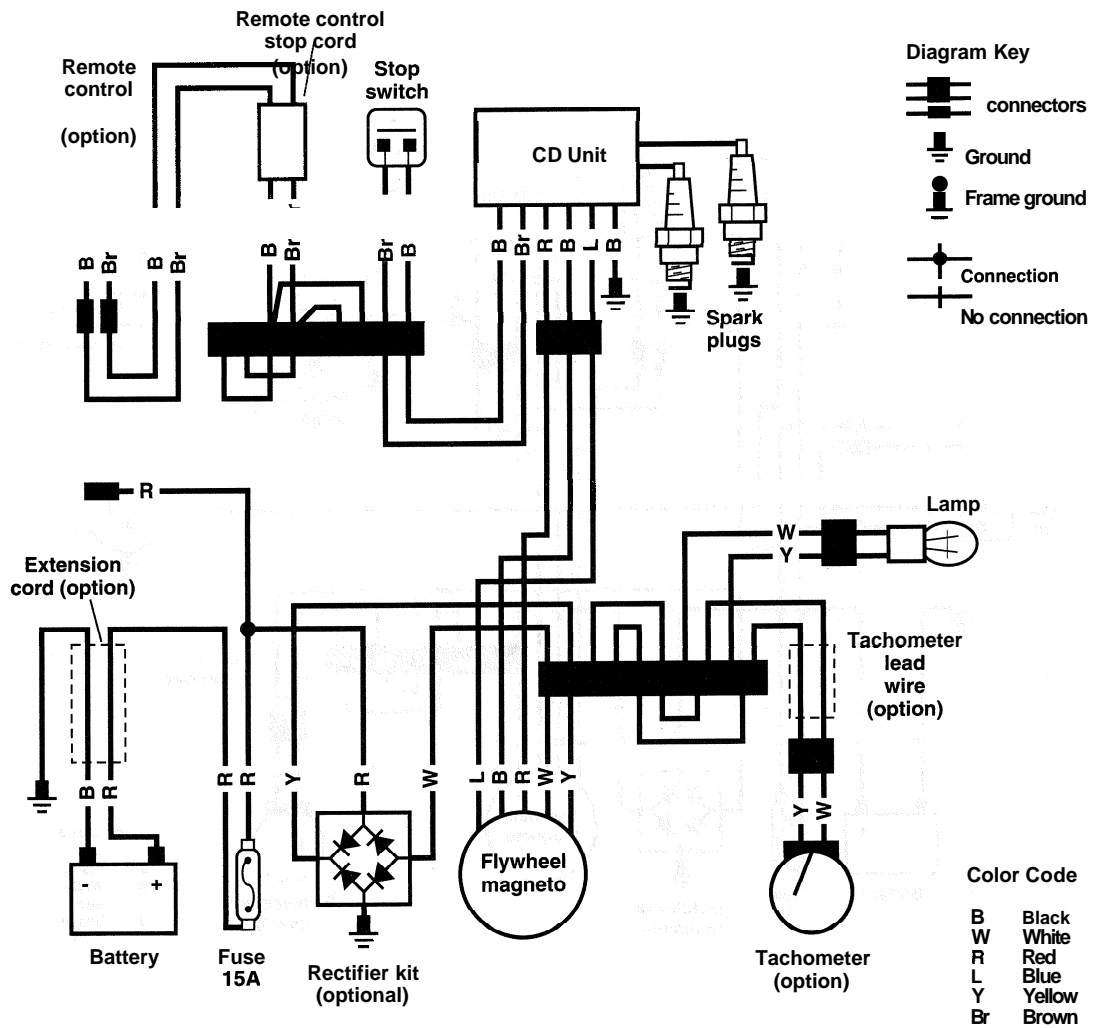 Remote control
stop cord
(option)
Remote
control
(option)
Stop
switch
Diagram Key
connectors
Ground
Frame ground
Connection
No connection
CD Unit
B
Br
R
B
L
B
Spark
plugs
B
Br
B
Br
B
Br
Br
B
R
Extension
cord (option)
W
Y
Lamp
Tachometer
lead
wire
(option)
B
R
R
R
Y
R
W
L
B
R
W
Y
Y
W
-
+
Battery
Fuse
15A
Rectifier kit
(optional)
Flywheel
magneto
Tachometer
(option)
Color Code
B Black
W White
R Red
L Blue
Y Yellow
Br Brown